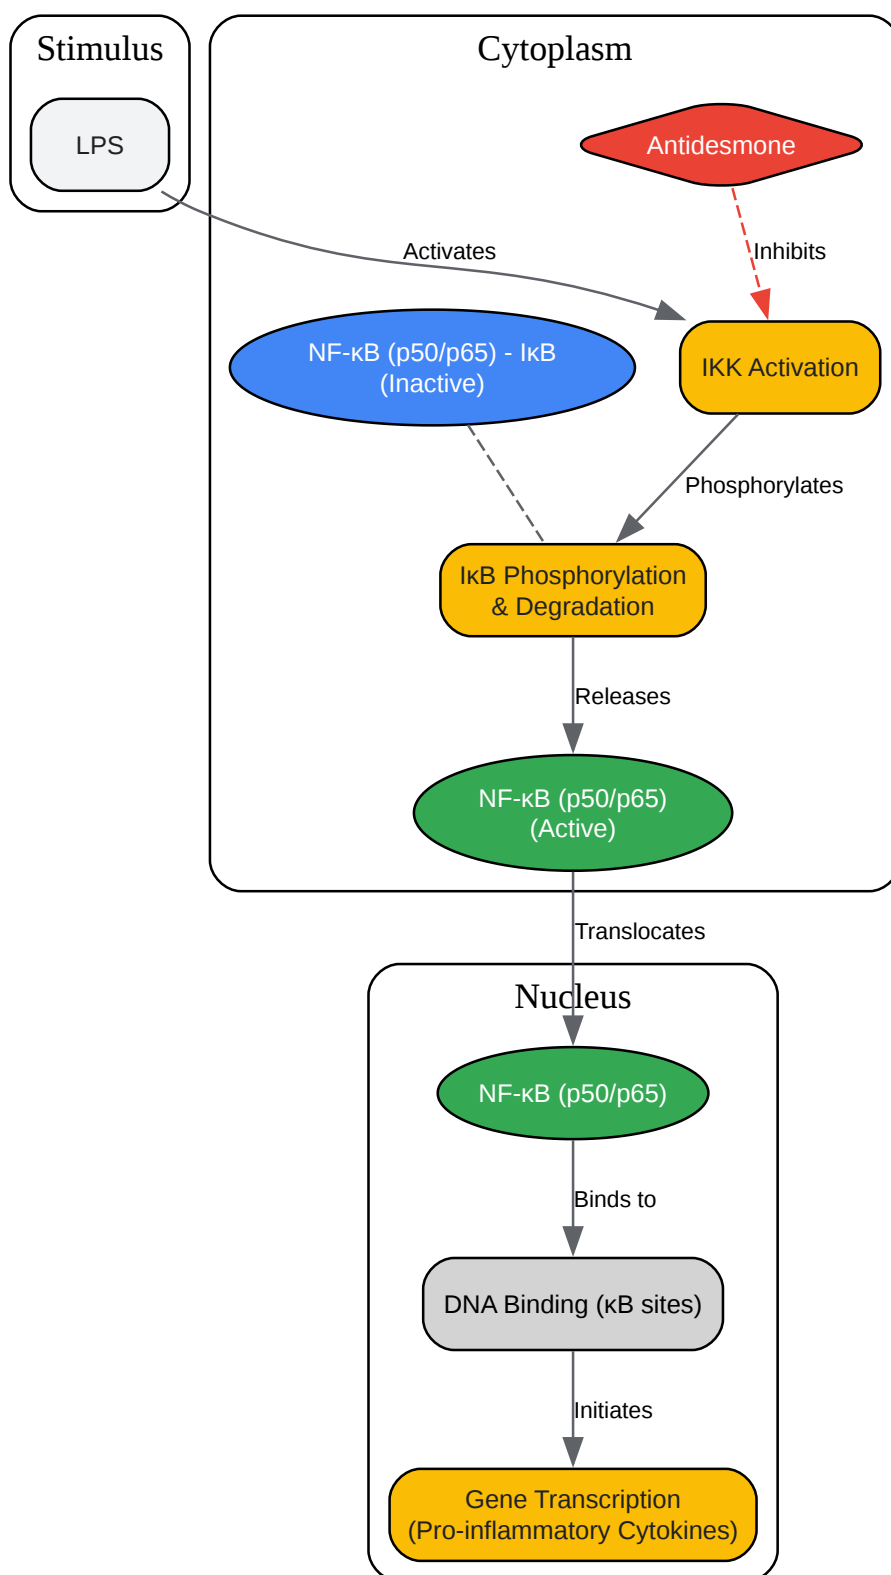 Stimulus
Cytoplasm
LPS
Antidesmone
Activates
Inhibits
NF-κB (p50/p65) - IκB
(Inactive)
IKK Activation
Phosphorylates
IκB Phosphorylation
& Degradation
Releases
NF-κB (p50/p65)
(Active)
Translocates
Nucleus
NF-κB (p50/p65)
Binds to
DNA Binding (κB sites)
Initiates
Gene Transcription
(Pro-inflammatory Cytokines)